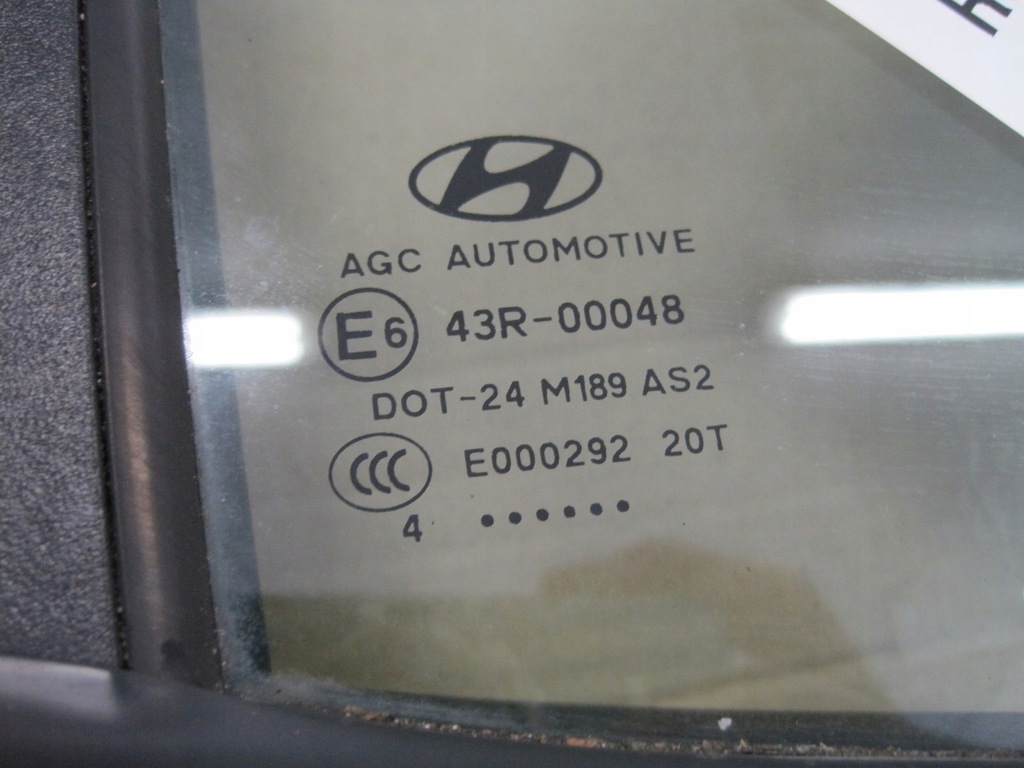 AGC AUTOMOTIVE
E6 43R-00048
DOT-24 M189 AS2
CCC E000292 20T
4 ••••••